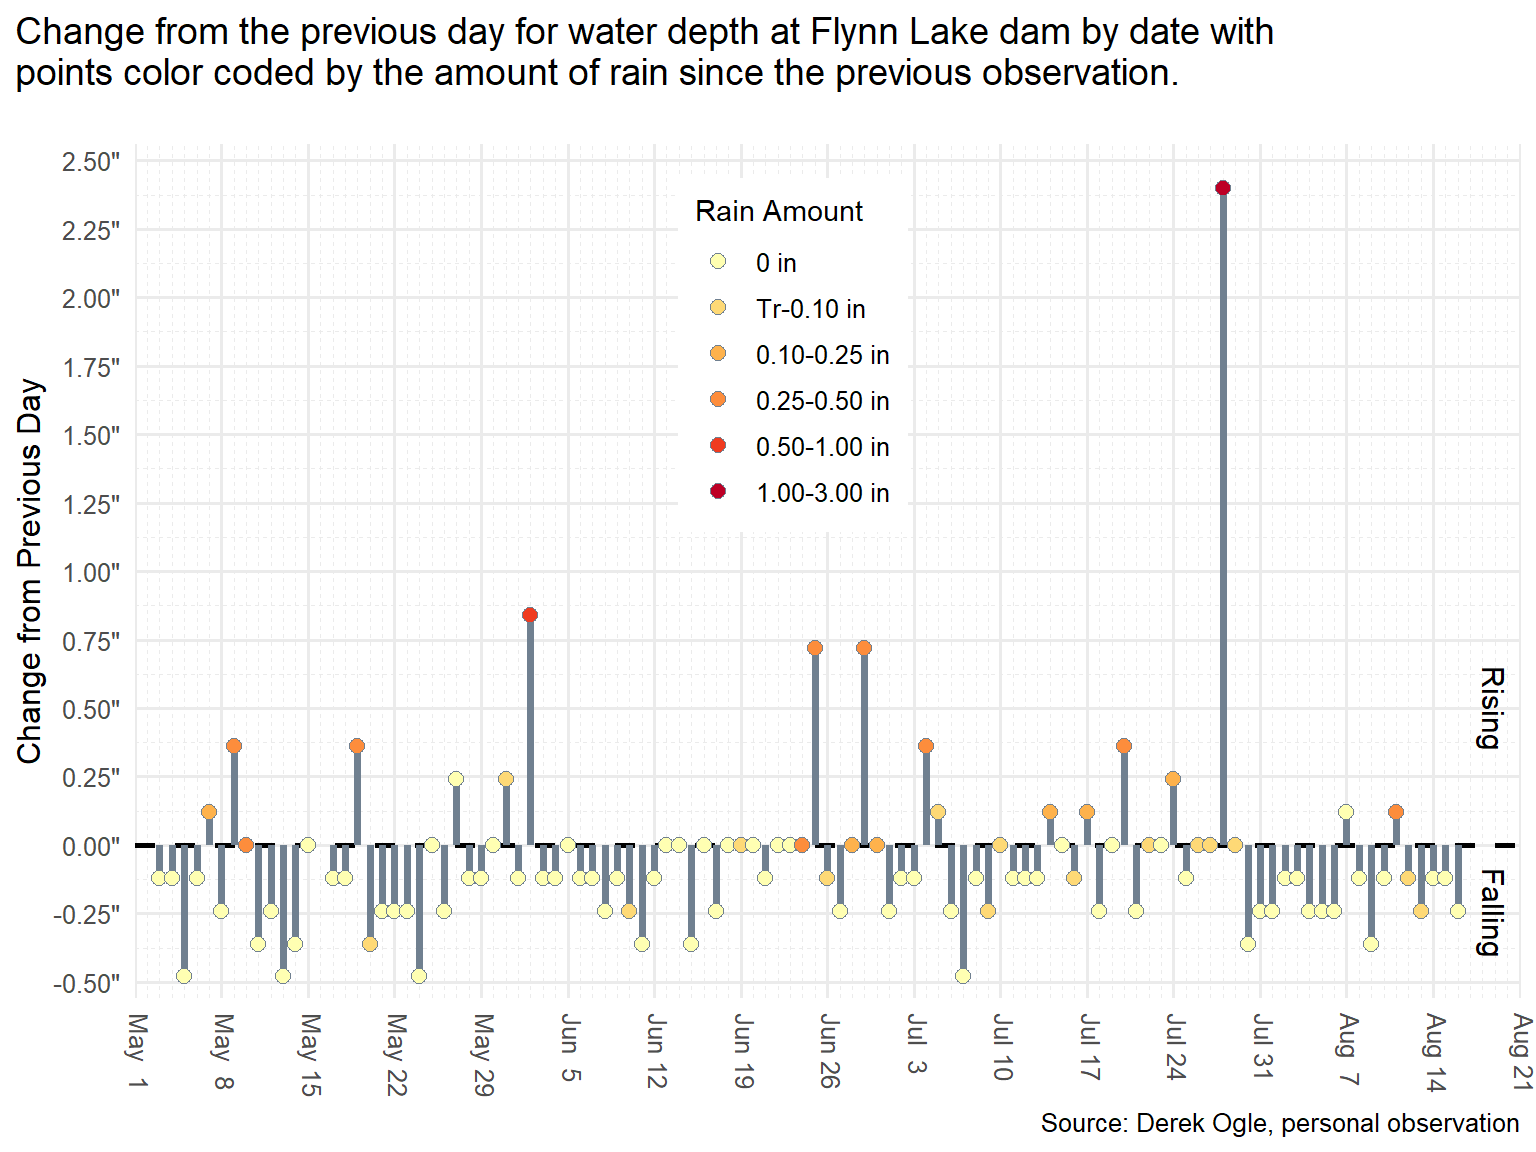 Change from the previous day for water depth at Flynn Lake dam by date with
points color coded by the amount of rain since the previous observation.
Change from Previous Day
2.50"
2.25"
2.00"
1.75"
1.50"
1.25"
1.00"
0.75"
0.50"
0.25"
0.00"
-0.25"
-0.50"
Rain Amount
0 in
Tr-0.10 in
0.10-0.25 in
0.25-0.50 in
0.50-1.00 in
1.00-3.00 in
Rising
Falling
May 1
May 8
May 15
May 22
May 29
Jun 5
Jun 12
Jun 19
Jun 26
Jul 3
Jul 10
Jul 17
Jul 24
Jul 31
Aug 7
Aug 14
Aug 21
Source: Derek Ogle, personal observation